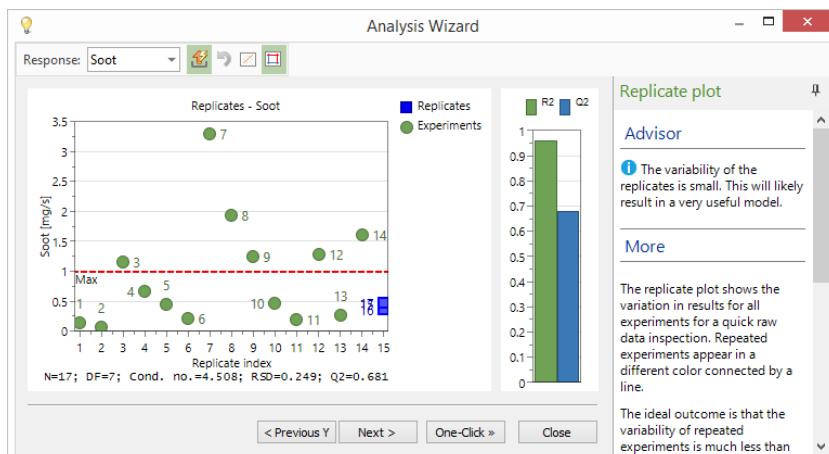 Analysis Wizard
Response: Soot
Replicates - Soot
Replicates
Experiments
Soot [mg/s]
3.5
3
2.5
2
1.5
1
0.5
0
Max
1
2
3
4
5
6
7
8
9
10
11
12
13
14
17
16
1 2 3 4 5 6 7 8 9 10 11 12 13 14 15
Replicate index
N=17; DF=7; Cond. no.=4.508; RSD=0.249; Q2=0.681
R2 Q2
1
0.9
0.8
0.7
0.6
0.5
0.4
0.3
0.2
0.1
0
Replicate plot
Advisor
The variability of the
replicates is small. This will likely
result in a very useful model.
More
The replicate plot shows the
variation in results for all
experiments for a quick raw
data inspection. Repeated
experiments appear in a
different color connected by a
line.
The ideal outcome is that the
variability of repeated
experiments is much less than
< Previous Y
Next >
One-Click »
Close